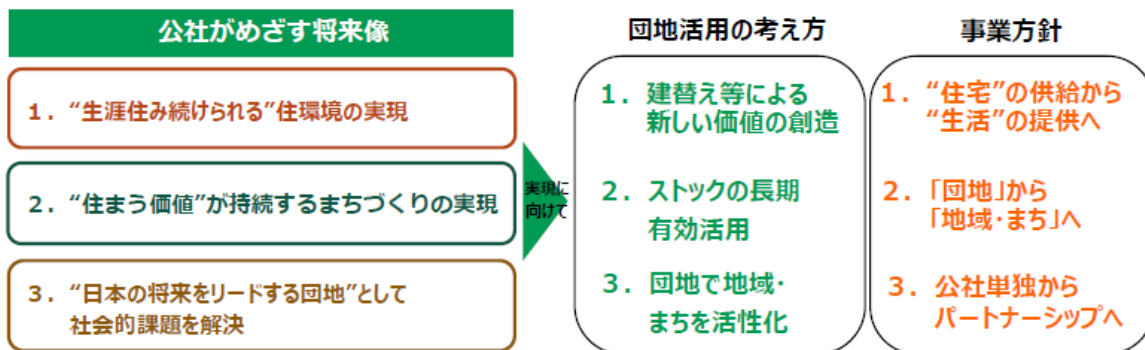 公社がめざす将来像
1．“生涯住み続けられる”住環境の実現
2．“住まう価値”が持続するまちづくりの実現
3．“日本の将来をリードする団地”として
社会的課題を解決
実現に
向けて
団地活用の考え方
1．建替え等による
新しい価値の創造
2．ストックの長期
有効活用
3．団地で地域・
まちを活性化
事業方針
1．“住宅”の供給から
“生活”の提供へ
2．「団地」から
「地域・まち」へ
3．公社単独から
パートナーシップへ